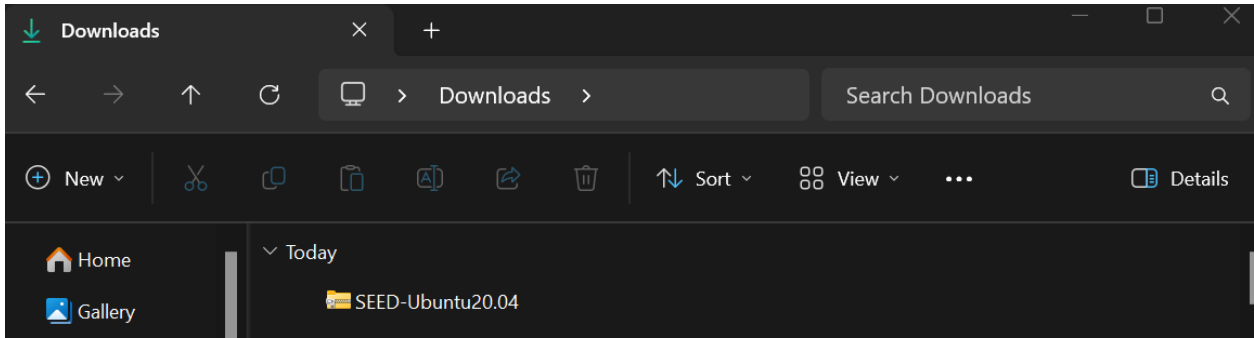 Downloads
Downloads
Search Downloads
New
Sort
View
Details
Home
Today
SEED-Ubuntu20.04
Gallery